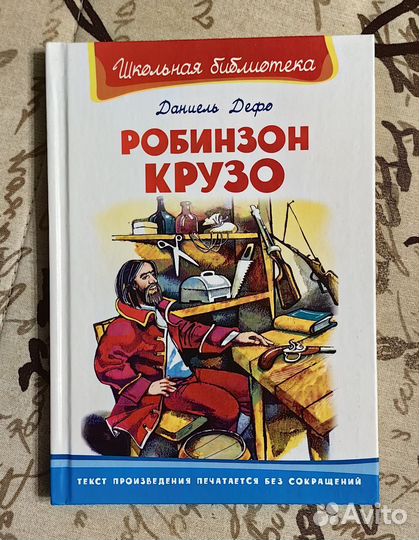 Школьная библиотека
Даниель Дефо
РОБИНЗОН
КРУЗО
ТЕКСТ ПРОИЗВЕДЕНИЯ ПЕЧАТАЕТСЯ БЕЗ СОКРАЩЕНИЙ
Avito